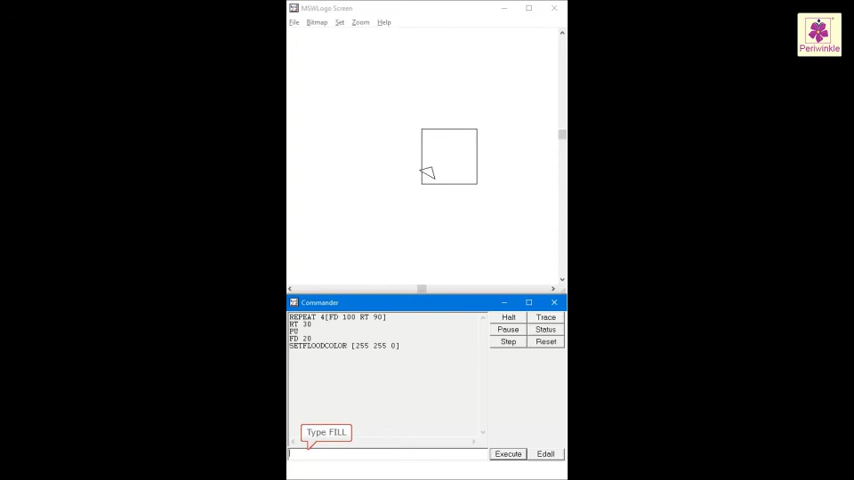 MSWLogo Screen
File Bitmap Set Zoom Help
Periwinkle
Commander
REPEAT 4[FD 100 RT 90]
RT 30
PU
FD 20
SETFLOODCOLOR [255 255 0]
Halt Trace
Pause Status
Step Reset
Type FILL
Execute Edall